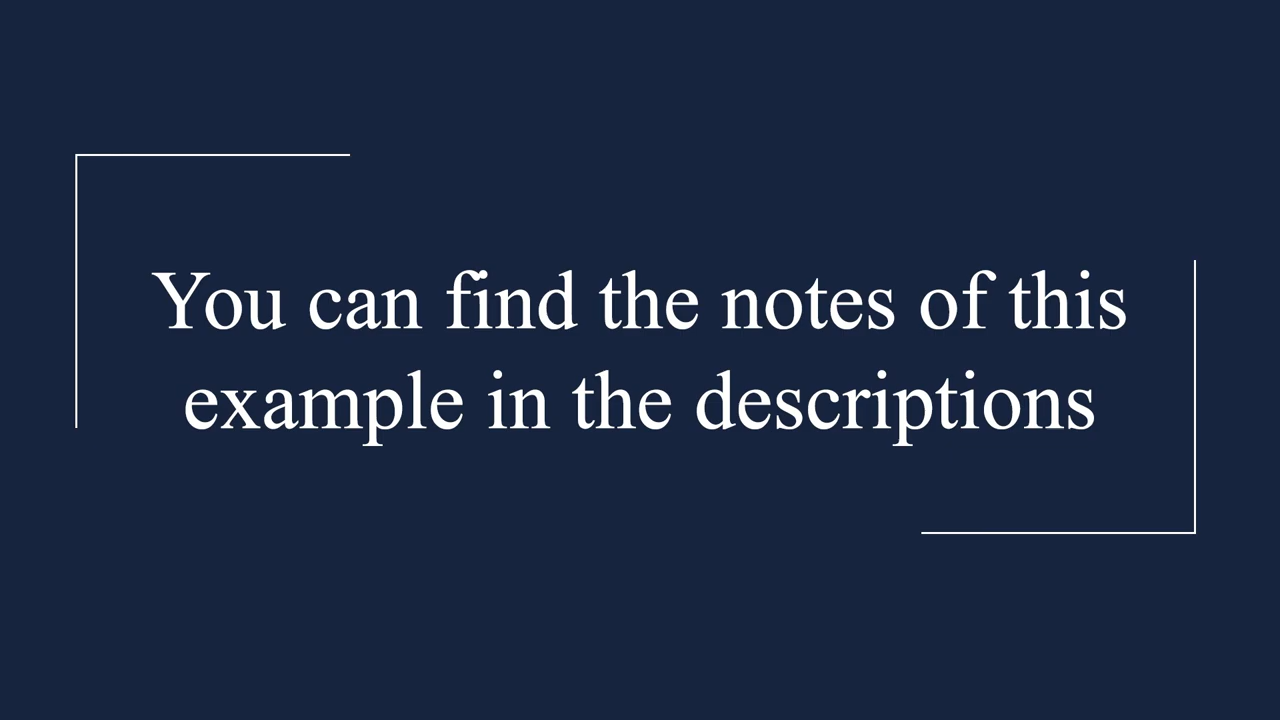 You can find the notes of this
example in the descriptions